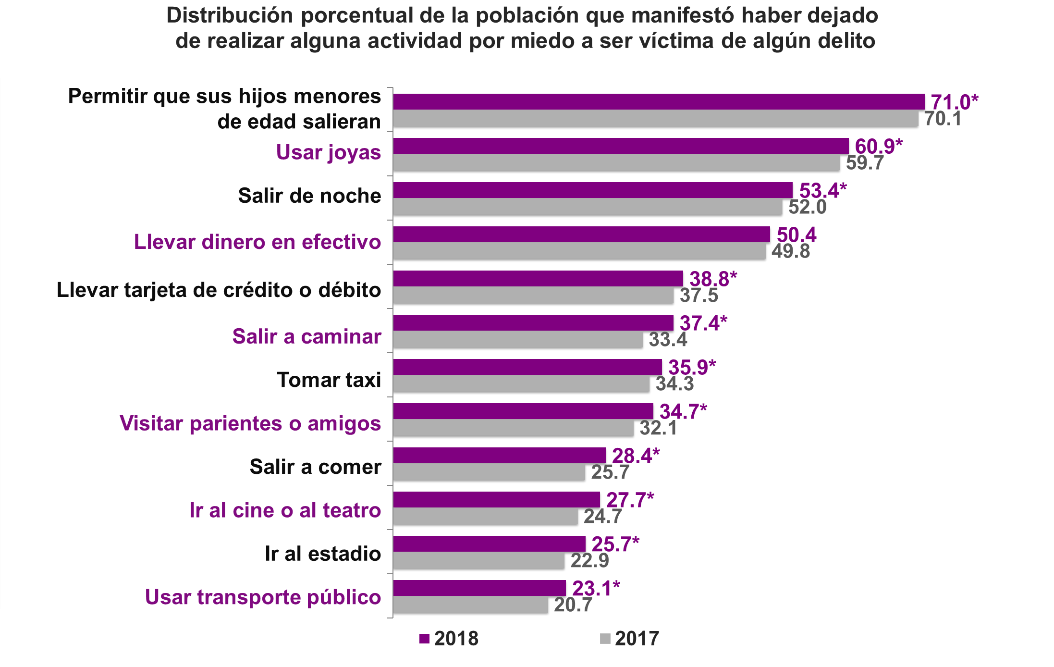 Distribución porcentual de la población que manifestó haber dejado
de realizar alguna actividad por miedo a ser víctima de algún delito
Permitir que sus hijos menores
de edad salieran
71.0*
70.1
Usar joyas
60.9*
59.7
Salir de noche
53.4*
52.0
Llevar dinero en efectivo
50.4
49.8
Llevar tarjeta de crédito o débito
38.8*
37.5
Salir a caminar
37.4*
33.4
Tomar taxi
35.9*
34.3
Visitar parientes o amigos
34.7*
32.1
Salir a comer
28.4*
25.7
Ir al cine o al teatro
27.7*
24.7
Ir al estadio
25.7*
22.9
Usar transporte público
23.1*
20.7
2018 2017